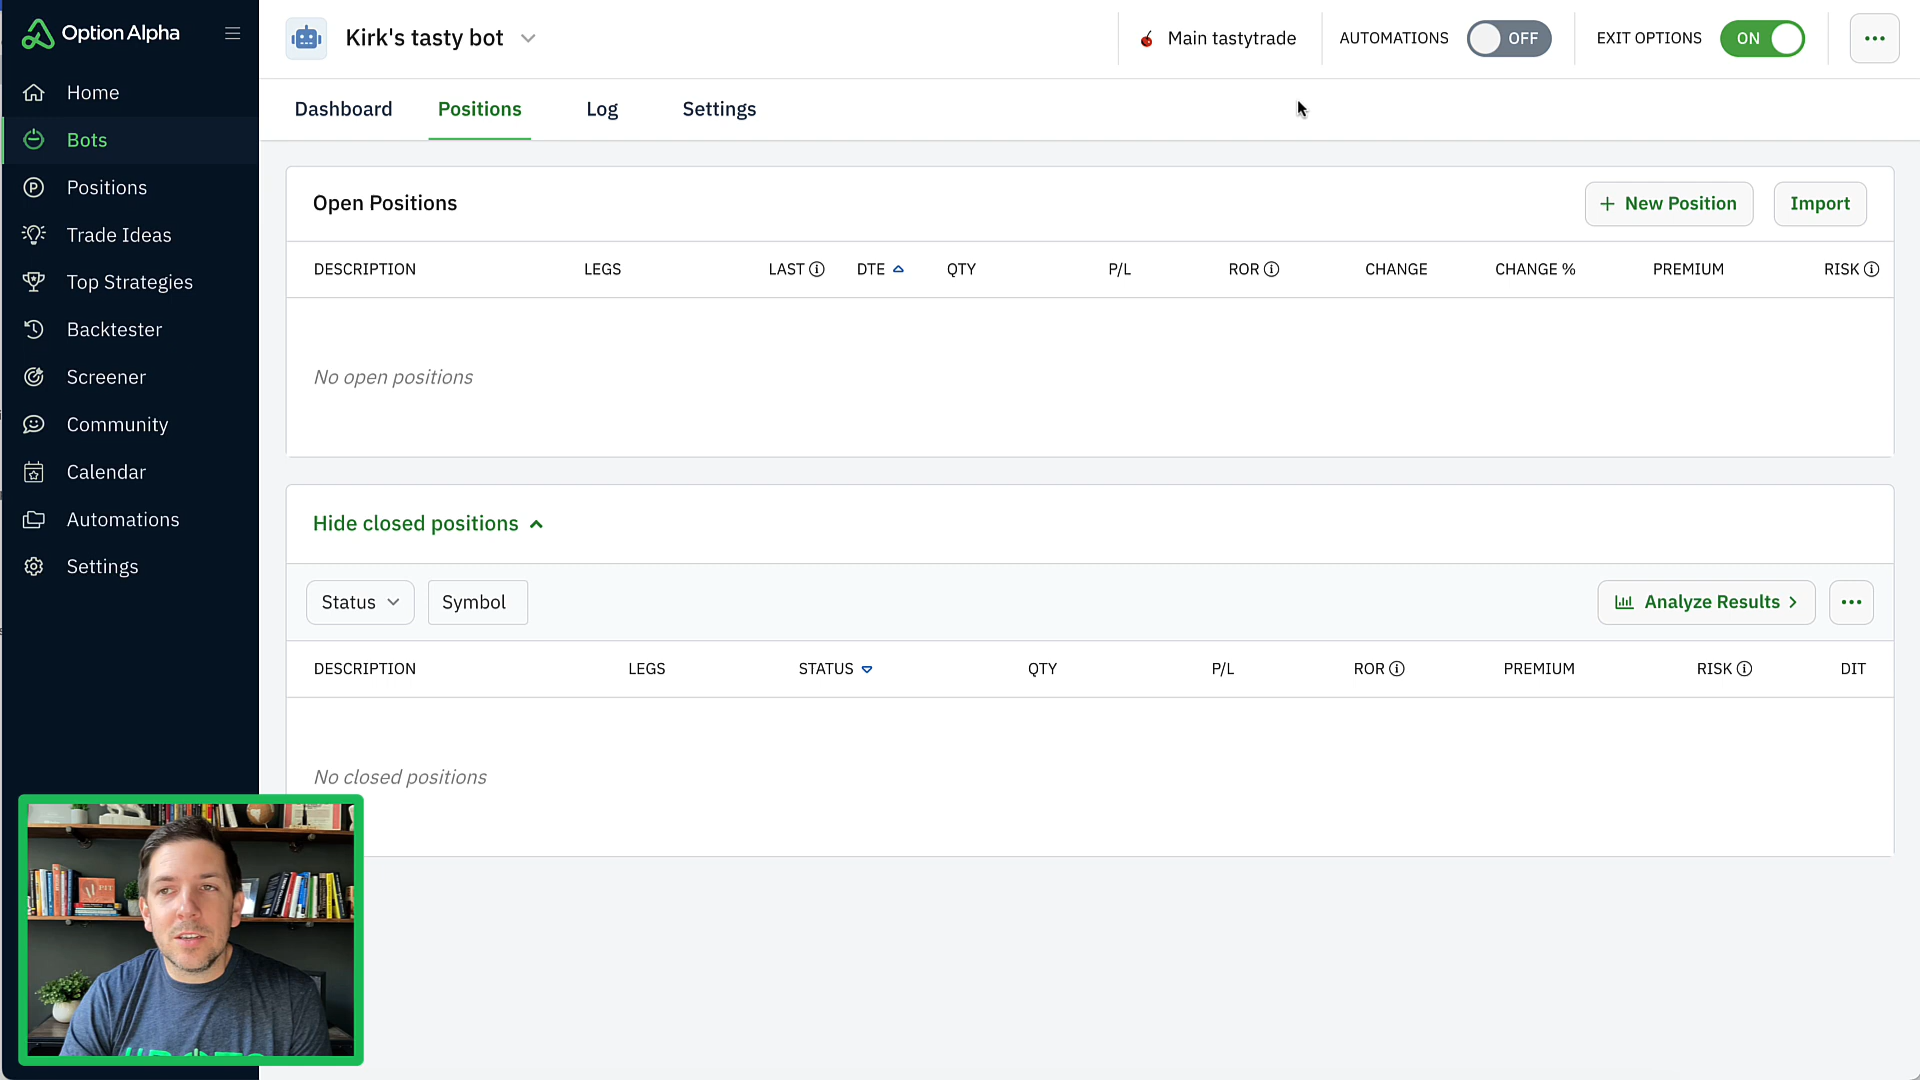 Option Alpha
Home
Bots
Positions
Trade Ideas
Top Strategies
Backtester
Screener
Community
Calendar
Automations
Settings
Kirk's tasty bot
Main tastytrade
AUTOMATIONS OFF
EXIT OPTIONS ON
Dashboard Positions Log Settings
Open Positions
+ New Position Import
DESCRIPTION LEGS LAST DTE QTY P/L ROR CHANGE CHANGE % PREMIUM RISK
No open positions
Hide closed positions
Status Symbol
Analyze Results
DESCRIPTION LEGS STATUS QTY P/L ROR PREMIUM RISK DIT
No closed positions